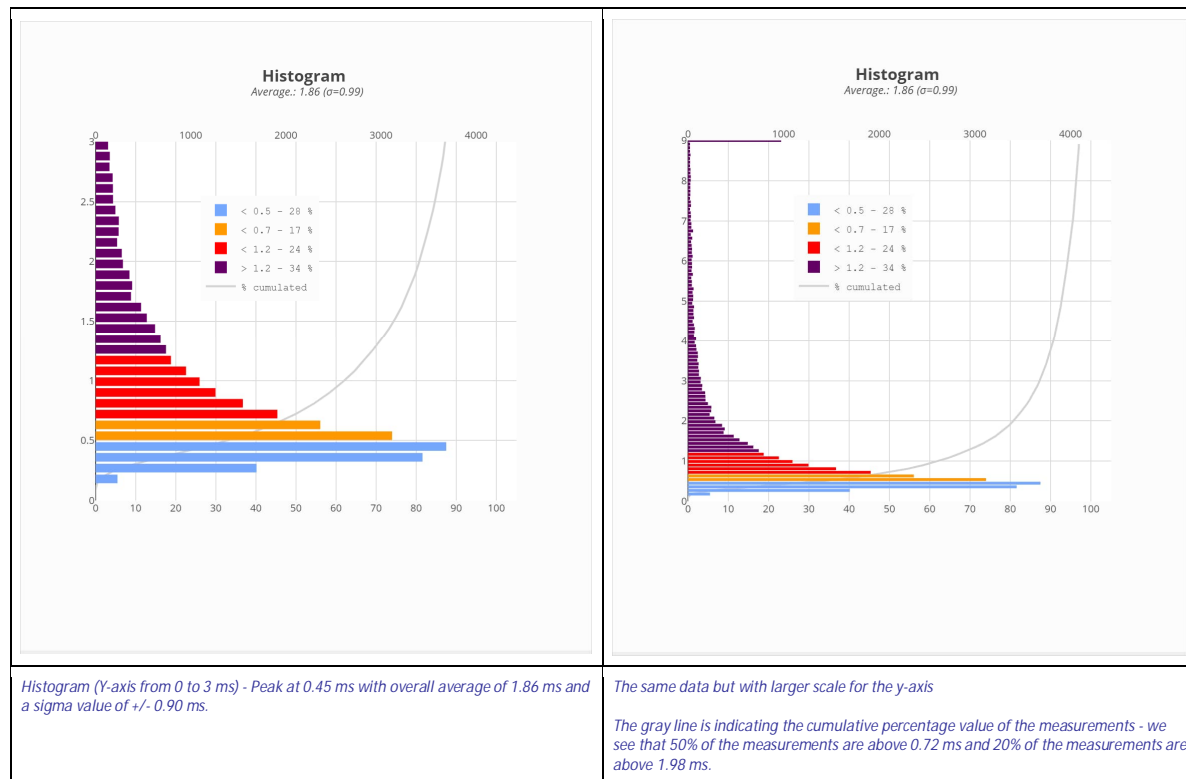 Histogram
Average.: 1.86 (σ=0.99)
0 1000 2000 3000 4000
3
2.5
2
1.5
1
0.5
0
< 0.5 - 28 %
< 0.7 - 17 %
< 1.2 - 24 %
> 1.2 - 34 %
% cumulated
0 10 20 30 40 50 60 70 80 90 100
Histogram (Y-axis from 0 to 3 ms) - Peak at 0.45 ms with overall average of 1.86 ms and
a sigma value of +/- 0.90 ms.
Histogram
Average.: 1.86 (σ=0.99)
0 1000 2000 3000 4000
9
8
7
6
5
4
3
2
1
0
< 0.5 - 28 %
< 0.7 - 17 %
< 1.2 - 24 %
> 1.2 - 34 %
% cumulated
0 10 20 30 40 50 60 70 80 90 100
The same data but with larger scale for the y-axis
The gray line is indicating the cumulative percentage value of the measurements - we
see that 50% of the measurements are above 0.72 ms and 20% of the measurements are
above 1.98 ms.